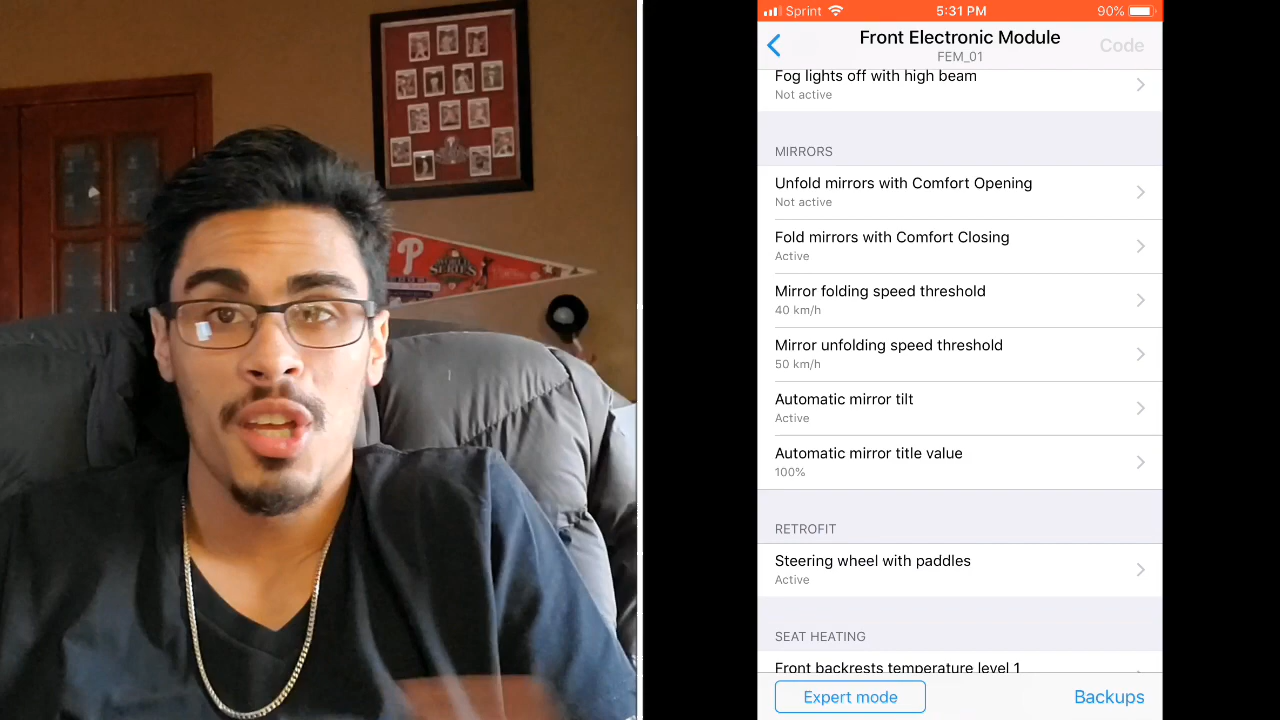 P
WORLD
SERIES
Sprint
5:31 PM
90%
Front Electronic Module
Code
FEM_01
Fog lights off with high beam
Not active
MIRRORS
Unfold mirrors with Comfort Opening
Not active
Fold mirrors with Comfort Closing
Active
Mirror folding speed threshold
40 km/h
Mirror unfolding speed threshold
50 km/h
Automatic mirror tilt
Active
Automatic mirror title value
100%
RETROFIT
Steering wheel with paddles
Active
SEAT HEATING
Front backrests temperature level 1
Expert mode
Backups